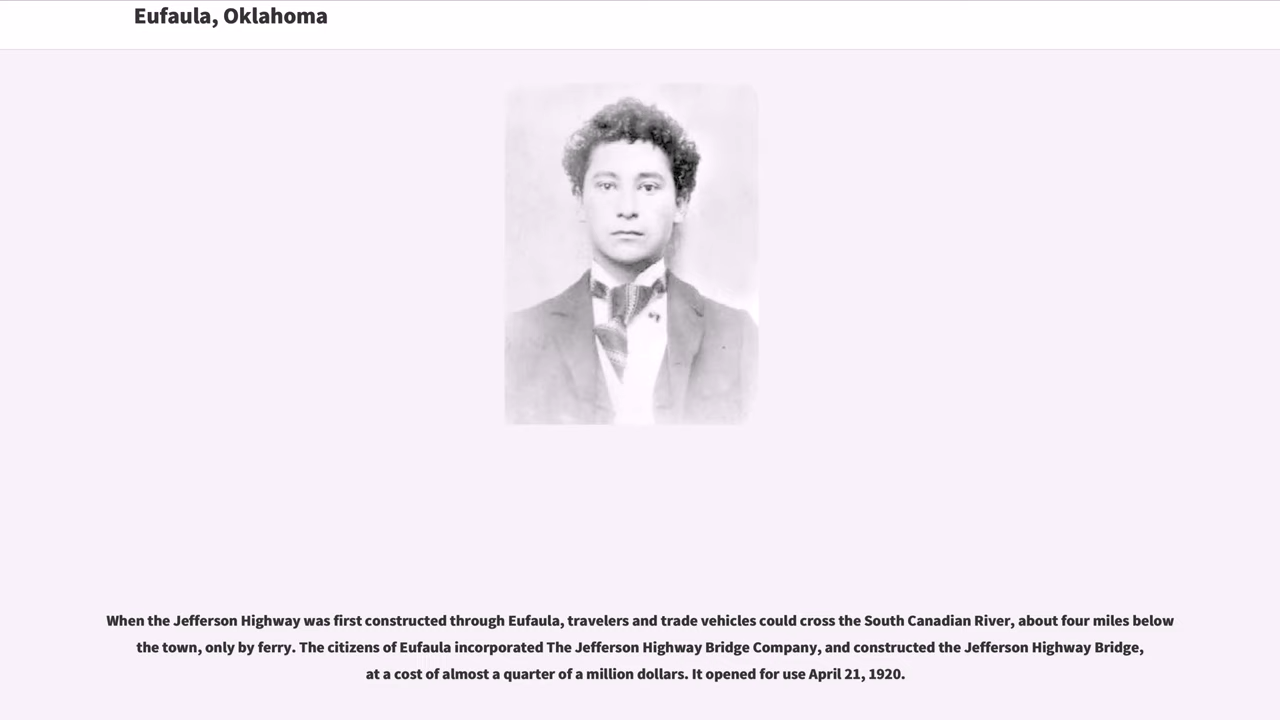 Eufaula, Oklahoma
When the Jefferson Highway was first constructed through Eufaula, travelers and trade vehicles could cross the South Canadian River, about four miles below
the town, only by ferry. The citizens of Eufaula incorporated The Jefferson Highway Bridge Company, and constructed the Jefferson Highway Bridge,
at a cost of almost a quarter of a million dollars. It opened for use April 21, 1920.